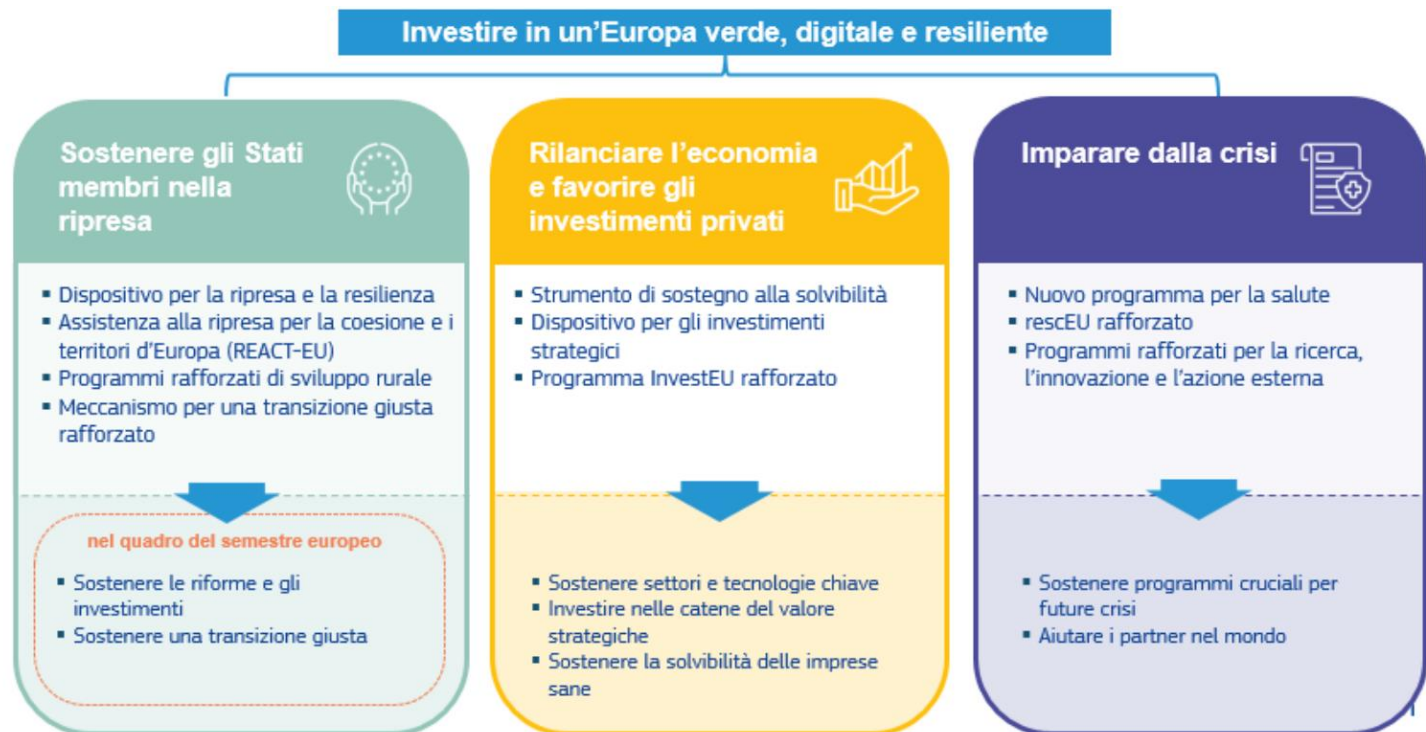 Investire in un'Europa verde, digitale e resiliente
Sostenere gli Stati
membri nella
ripresa
▪ Dispositivo per la ripresa e la resilienza
▪ Assistenza alla ripresa per la coesione e i
territori d'Europa (REACT-EU)
▪ Programmi rafforzati di sviluppo rurale
▪ Meccanismo per una transizione giusta
rafforzato
nel quadro del semestre europeo
▪ Sostenere le riforme e gli
investimenti
▪ Sostenere una transizione giusta
Rilanciare l'economia
e favorire gli
investimenti privati
▪ Strumento di sostegno alla solvibilità
▪ Dispositivo per gli investimenti
strategici
▪ Programma InvestEU rafforzato
▪ Sostenere settori e tecnologie chiave
▪ Investire nelle catene del valore
strategiche
▪ Sostenere la solvibilità delle imprese
sane
Imparare dalla crisi
▪ Nuovo programma per la salute
▪ rescEU rafforzato
▪ Programmi rafforzati per la ricerca,
l'innovazione e l'azione esterna
▪ Sostenere programmi cruciali per
future crisi
▪ Aiutare i partner nel mondo